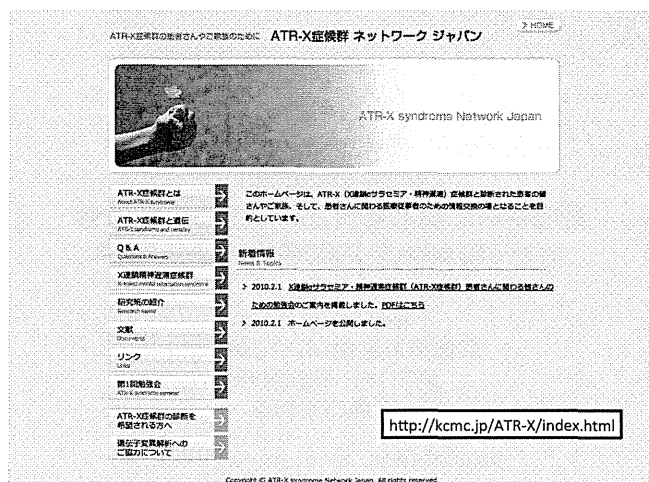 > HOME
ATR-X症候群の患者さんやご家族のために ATR-X症候群 ネットワーク ジャパン
ATR-X syndrome Network Japan
ATR-X症候群とは
About ATR-X syndrome
ATR-X症候群と遺伝
ATR-X syndrome and heredity
Q & A
Questions & Answers
X連鎖精神遅滞症候群
X-linked mental retardation syndrome
研究班の紹介
文献
Documents
リンク
Links
第1回勉強会
ATR-X syndrome seminar
ATR-X症候群の診断を
希望される方へ
遺伝子変異解析への
ご協力について
このホームページは、ATR-X（X連鎖αサラセミア・精神遅滞）症候群と診断された患者の皆
さんやご家族、そして、患者さんに関わる医療従事者のための情報交換の場となることを目
的としています。
新着情報
News & Topics
> 2010.2.1 X連鎖αサラセミア・精神遅滞症候群（ATR-X症候群）患者さんに関わる皆さんの
ための勉強会のご案内を掲載しました。PDFはこちら
> 2010.2.1 ホームページを公開しました。
http://kcmc.jp/ATR-X/index.html
Copyright © ATR-X syndrome Network Japan. All rights reserved.